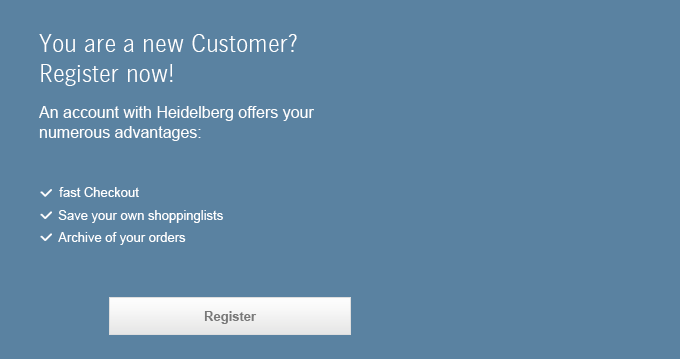 You are a new Customer?
Register now!
An account with Heidelberg offers your
numerous advantages:
fast Checkout
Save your own shoppinglists
Archive of your orders
Register